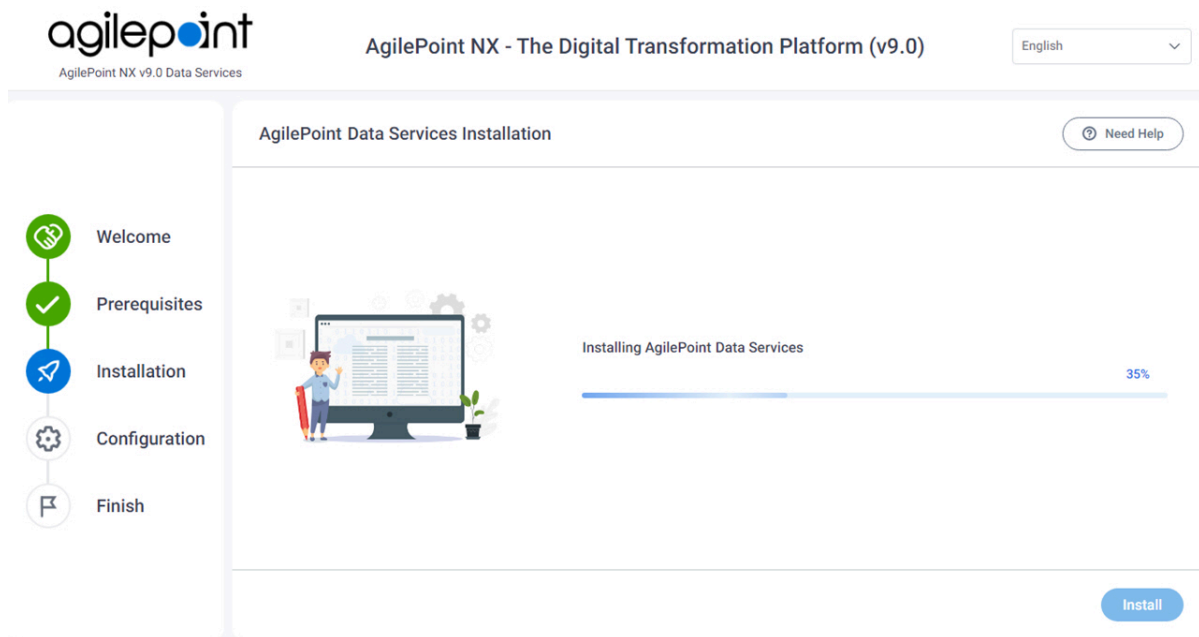 agilepoint
AgilePoint NX v9.0 Data Services
AgilePoint NX - The Digital Transformation Platform (v9.0)
English
AgilePoint Data Services Installation
Need Help
Welcome
Prerequisites
Installation
Configuration
Finish
Installing AgilePoint Data Services
35%
Install